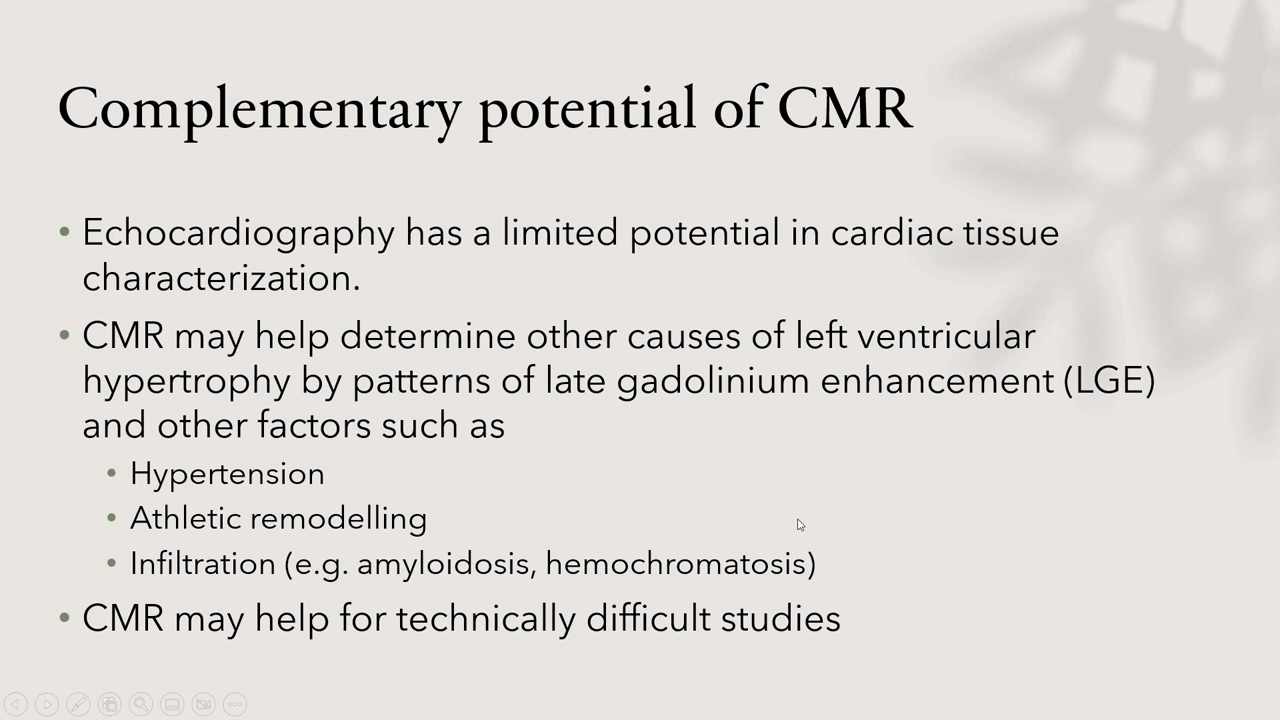 Complementary potential of CMR
• Echocardiography has a limited potential in cardiac tissue
characterization.
• CMR may help determine other causes of left ventricular
hypertrophy by patterns of late gadolinium enhancement (LGE)
and other factors such as
• Hypertension
• Athletic remodelling
• Infiltration (e.g. amyloidosis, hemochromatosis)
• CMR may help for technically difficult studies